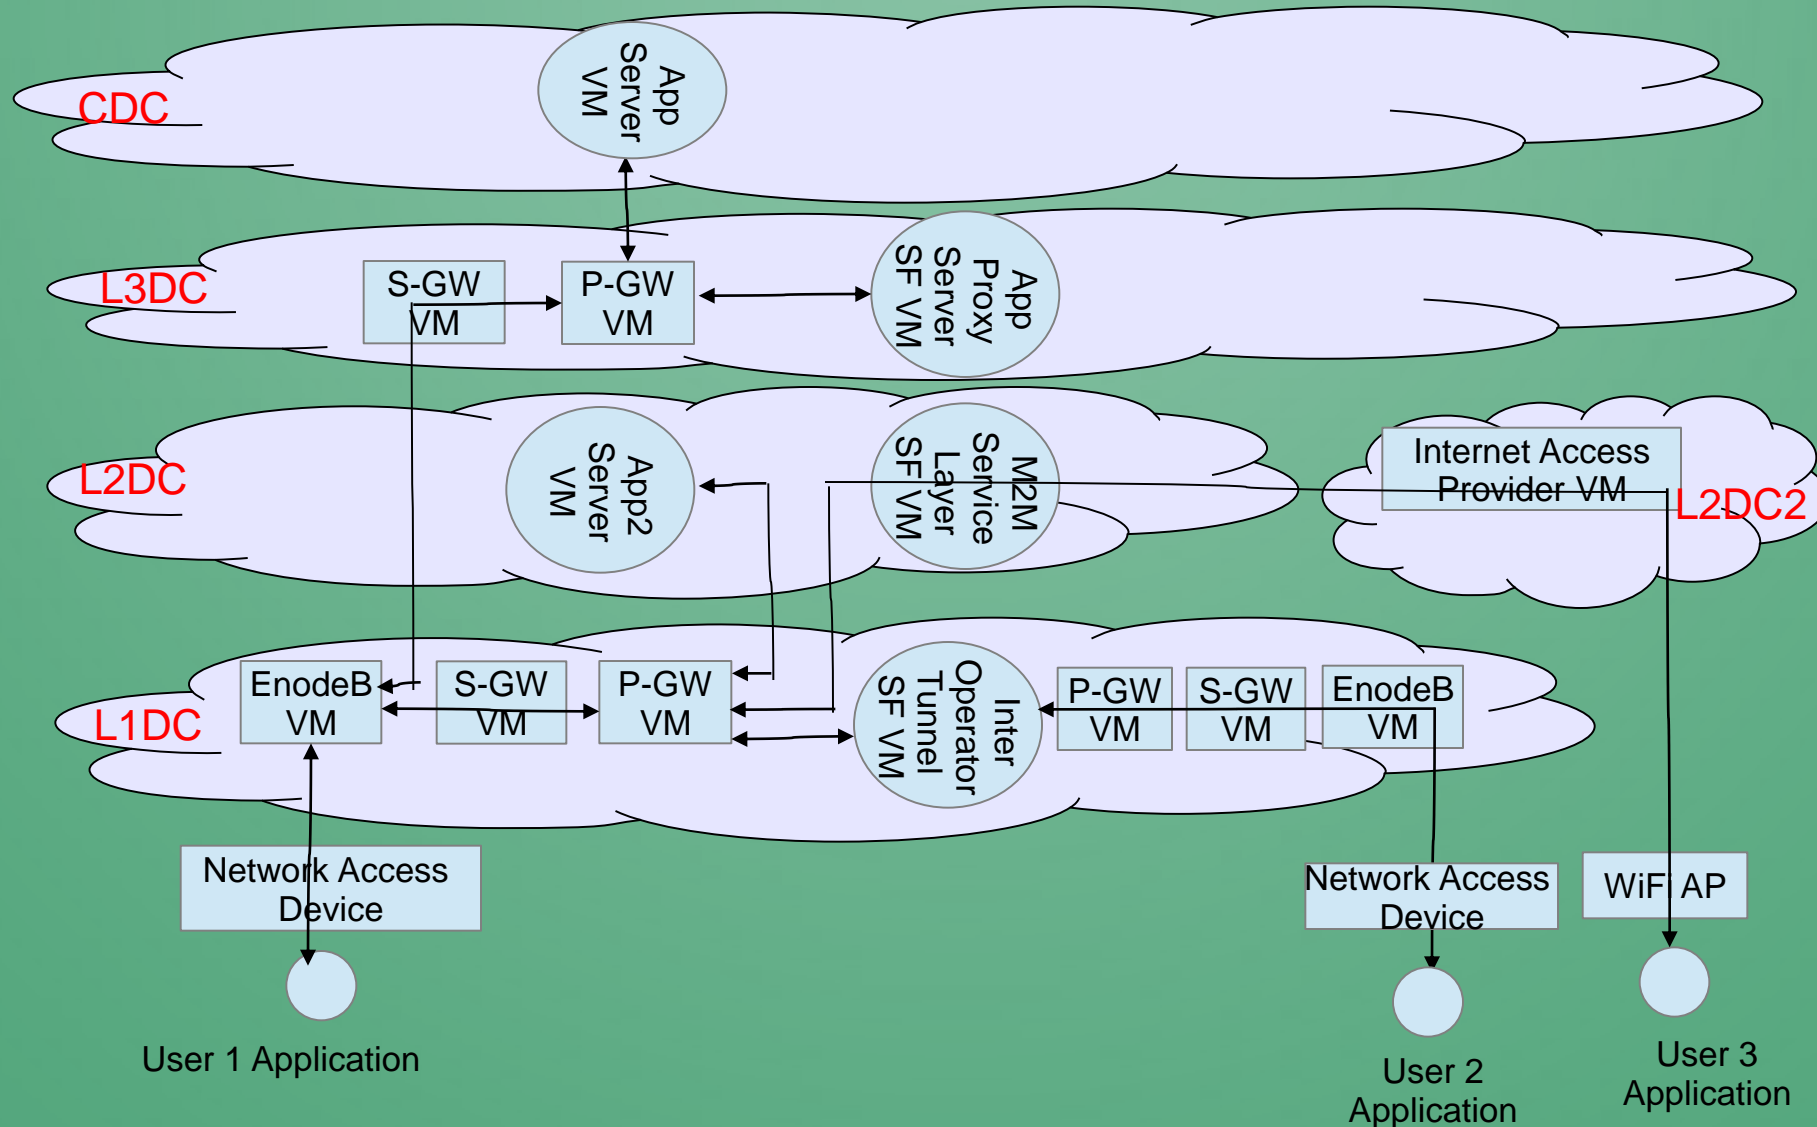 CDC
App
Server
VM
L3DC
S-GW
VM
P-GW
VM
App
Proxy
Server
SF VM
L2DC
App2
Server
VM
M2M
Service
Layer
SF VM
Internet Access
Provider VM
L2DC2
L1DC
EnodeB
VM
S-GW
VM
P-GW
VM
Inter
Operator
Tunnel
SF VM
P-GW
VM
S-GW
VM
EnodeB
VM
Network Access
Device
Network Access
Device
WiFi AP
User 1 Application
User 2
Application
User 3
Application